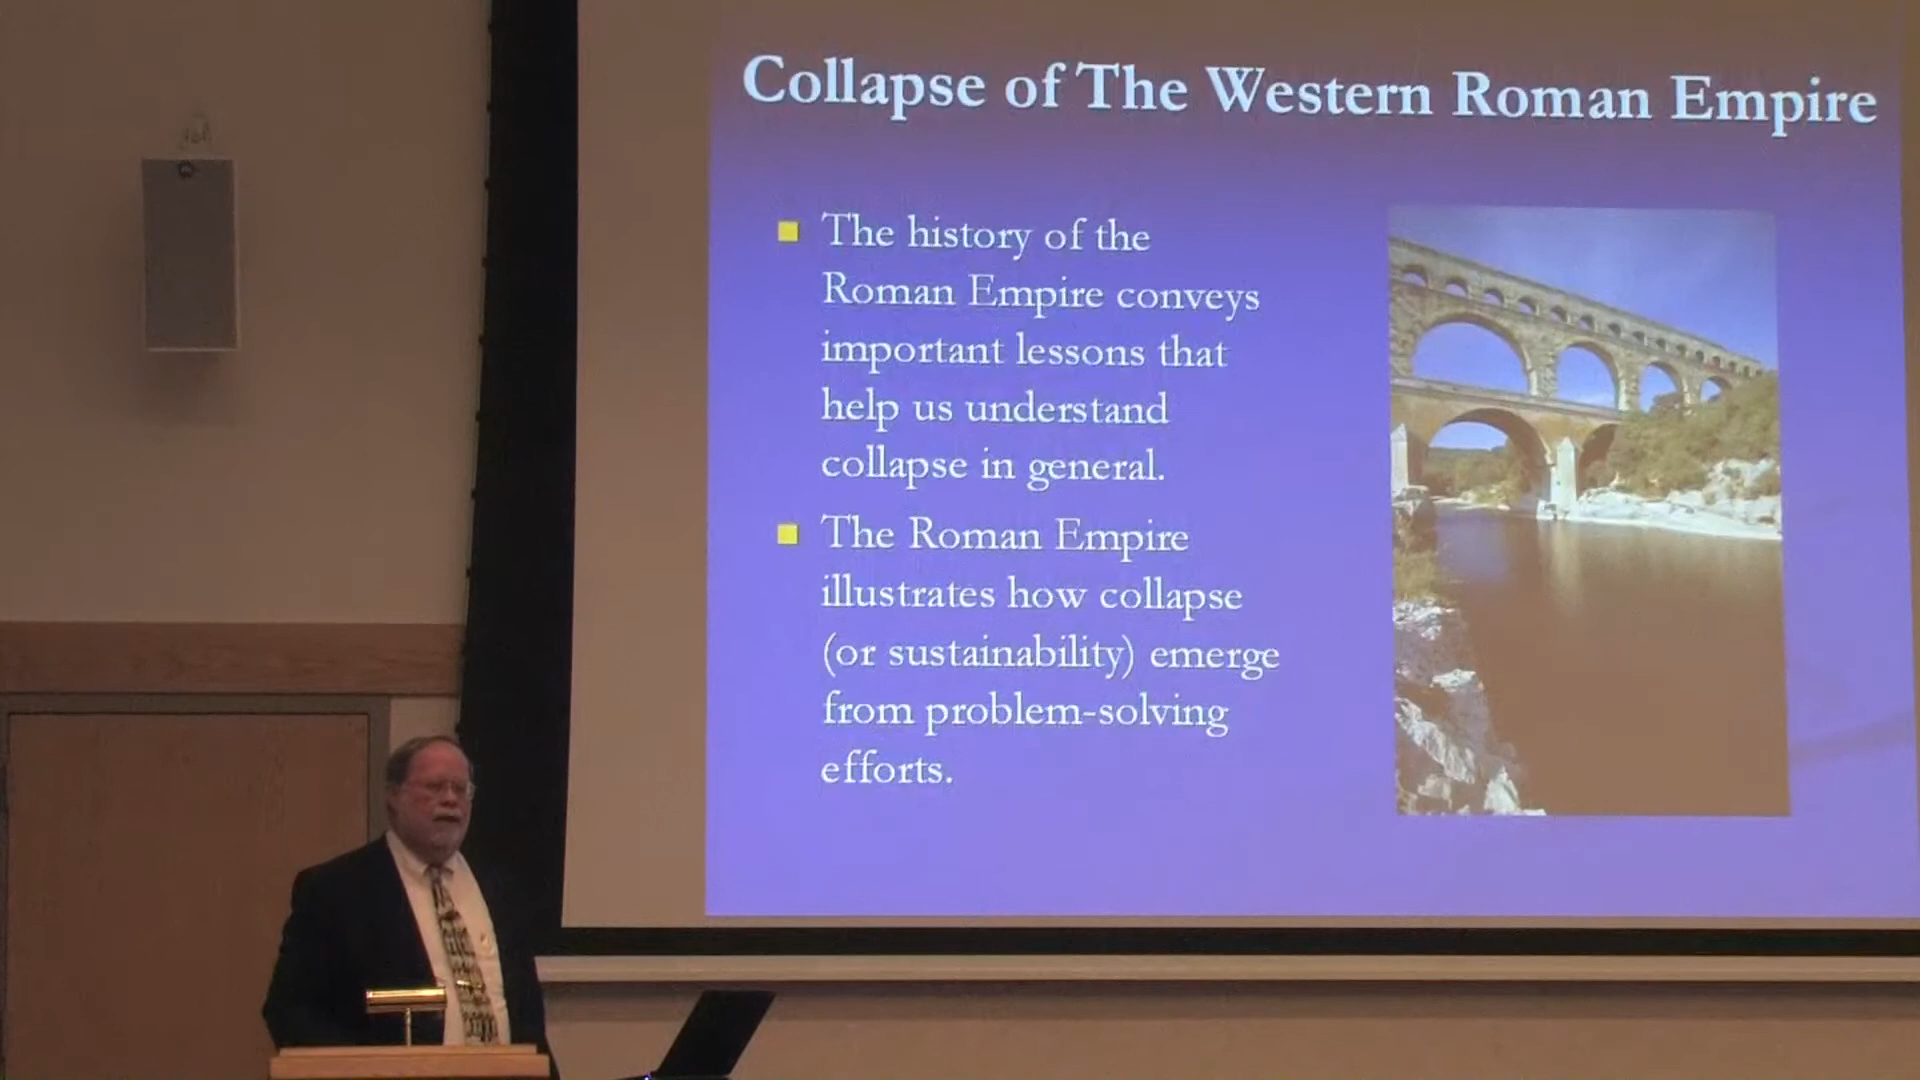 Collapse of The Western Roman Empire
The history of the
Roman Empire conveys
important lessons that
help us understand
collapse in general.
The Roman Empire
illustrates how collapse
(or sustainability) emerge
from problem-solving
efforts.